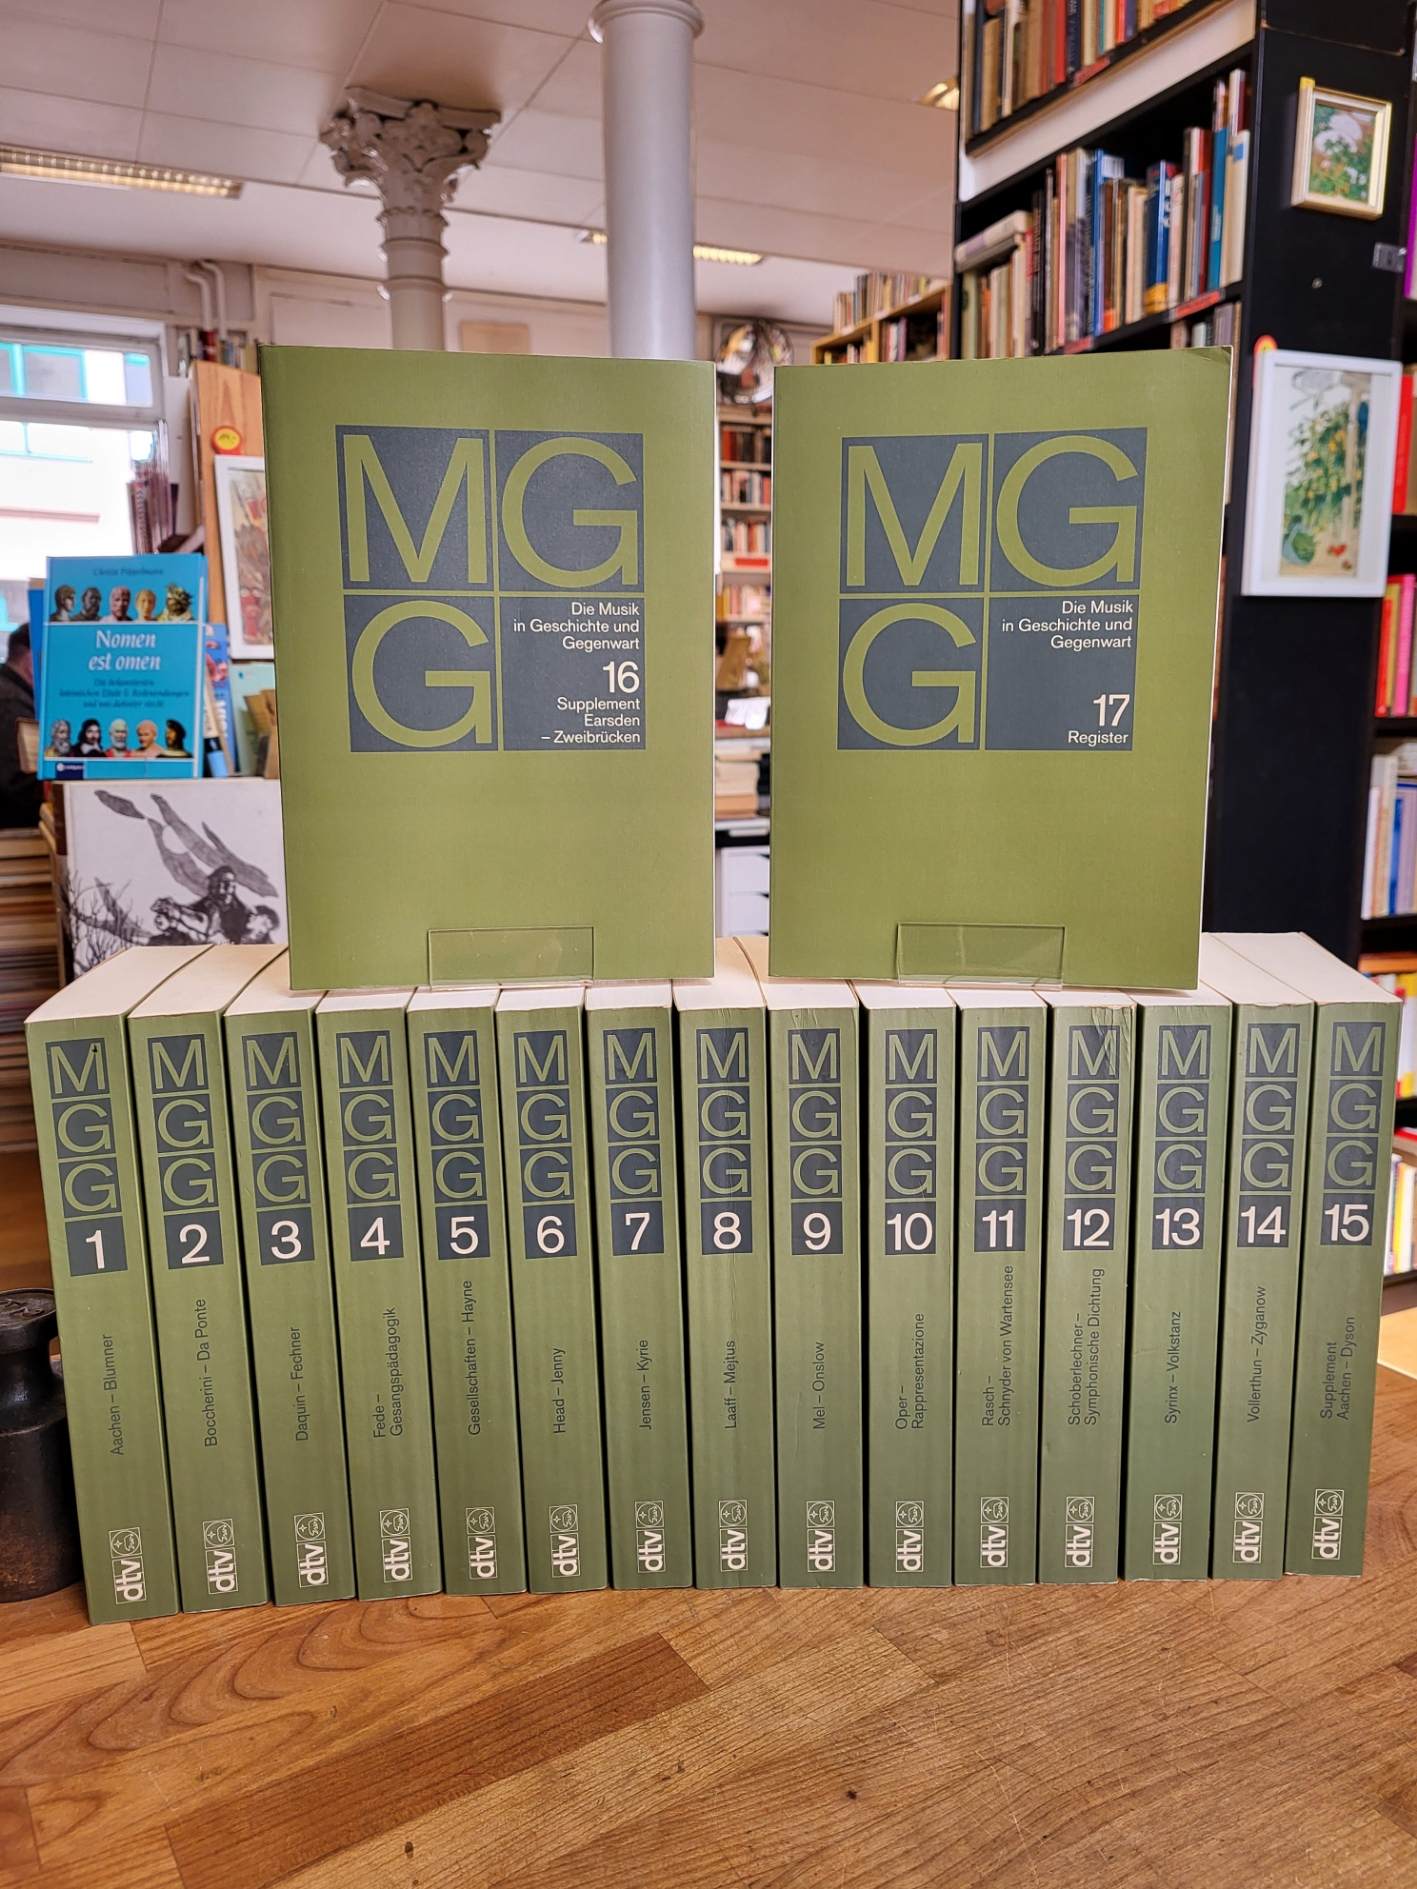 Nomen
est omen
MG
G
Die Musik
in Geschichte und
Gegenwart
16
Supplement
Earsden
– Zweibrücken
MG
G
Die Musik
in Geschichte und
Gegenwart
17
Register
MGG
1
Aachen – Blumner
dtv
MGG
2
Boccherini – Da Ponte
dtv
MGG
3
Daquin – Fechner
dtv
MGG
4
Fede –
Gesangspädagogik
dtv
MGG
5
Gesellschaften – Hayne
dtv
MGG
6
Head – Jenny
dtv
MGG
7
Jensen – Kyrie
dtv
MGG
8
Laaff – Mejtus
dtv
MGG
9
Mel – Onslow
dtv
MGG
10
Oper –
Rappresentazione
dtv
MGG
11
Rasch –
Schnyder von Wartensee
dtv
MGG
12
Schoberlechner –
Symphonische Dichtung
dtv
MGG
13
Syrinx – Volkstanz
dtv
MGG
14
Vollerthun – Zyganow
dtv
MGG
15
Supplement
Aachen – Dyson
dtv